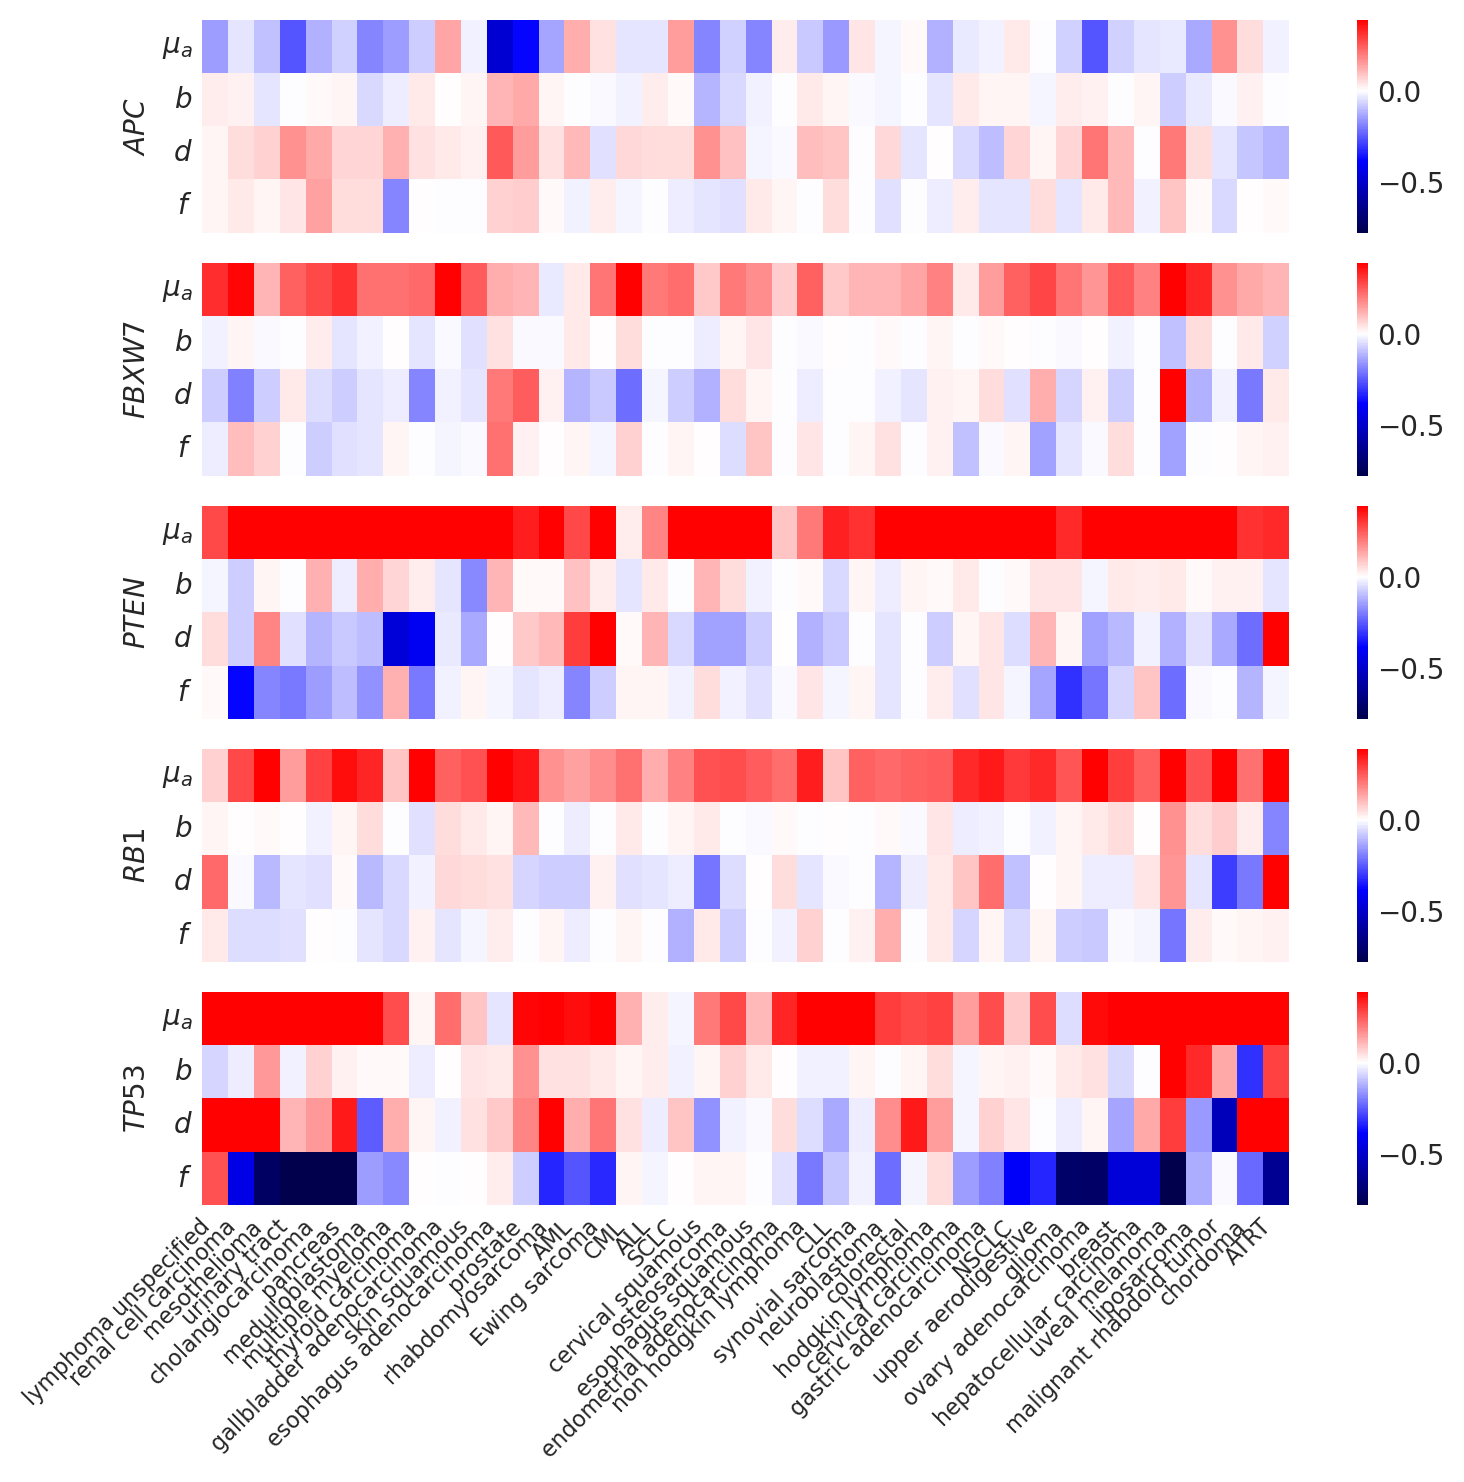 APC
μa
b
d
f
0.0
−0.5
FBXW7
μa
b
d
f
0.0
−0.5
PTEN
μa
b
d
f
0.0
−0.5
RB1
μa
b
d
f
0.0
−0.5
TP53
μa
b
d
f
0.0
−0.5
lymphoma unspecified
renal cell carcinoma
mesothelioma
urinary tract
cholangiocarcinoma
pancreas
medulloblastoma
multiple myeloma
thyroid carcinoma
gallbladder adenocarcinoma
skin squamous
esophagus adenocarcinoma
prostate
rhabdomyosarcoma
AML
Ewing sarcoma
CML
ALL
SCLC
cervical squamous
osteosarcoma
esophagus squamous
endometrial adenocarcinoma
non hodgkin lymphoma
CLL
synovial sarcoma
neuroblastoma
colorectal
hodgkin lymphoma
cervical carcinoma
gastric adenocarcinoma
NSCLC
upper aerodigestive
glioma
ovary adenocarcinoma
breast
hepatocellular carcinoma
uveal melanoma
liposarcoma
malignant rhabdoid tumor
chordoma
ATRT